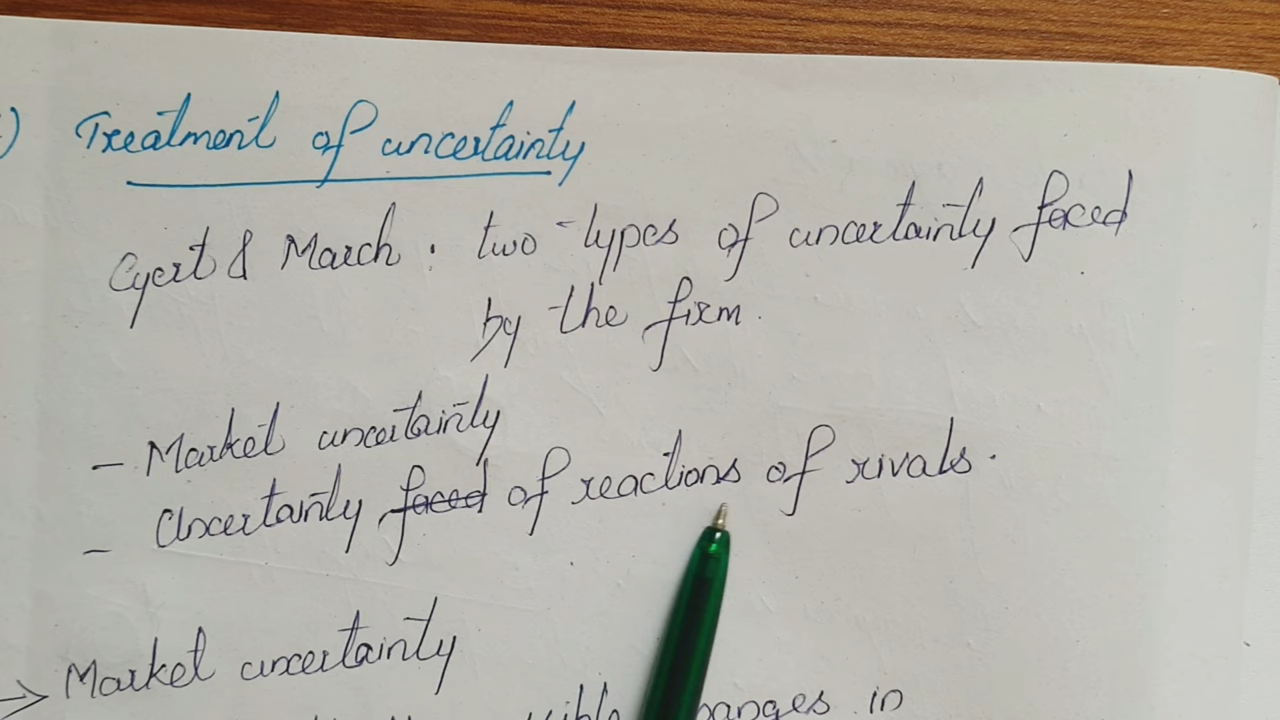 ) Treatment of uncertainty
Cyert & March : two types of uncertainty faced
by the firm.
- Market uncertainty
- Uncertainty faced of reactions of rivals.
→ Market uncertainty
in